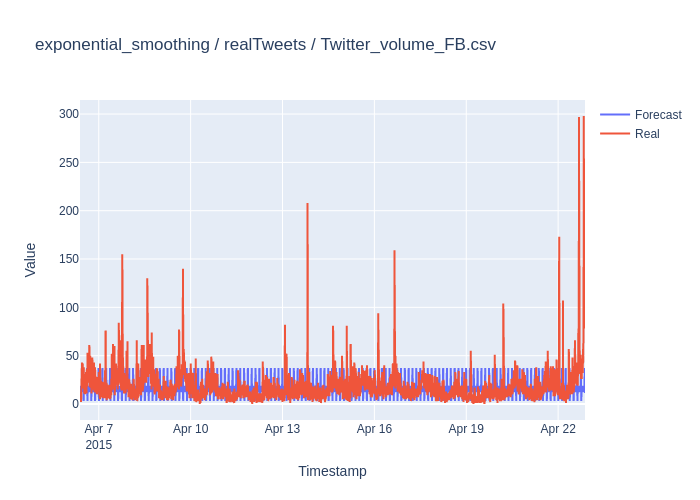 exponential_smoothing / realTweets / Twitter_volume_FB.csv
300
250
200
150
100
50
0
Value
Forecast
Real
Apr 7
2015
Apr 10
Apr 13
Apr 16
Apr 19
Apr 22
Timestamp